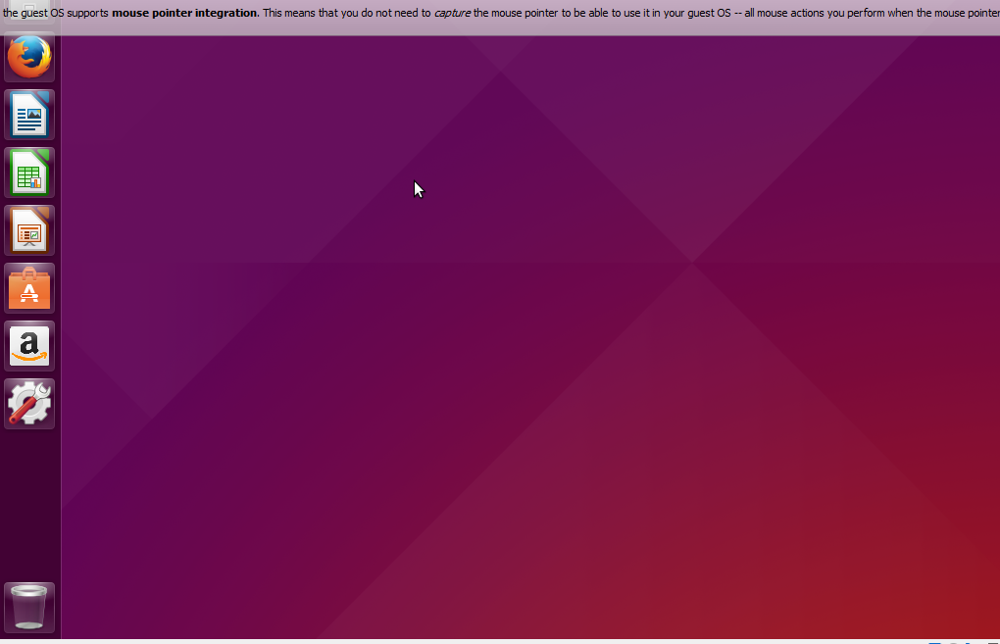 the guest OS supports mouse pointer integration. This means that you do not need to capture the mouse pointer to be able to use it in your guest OS -- all mouse actions you perform when the mouse pointer
A
a